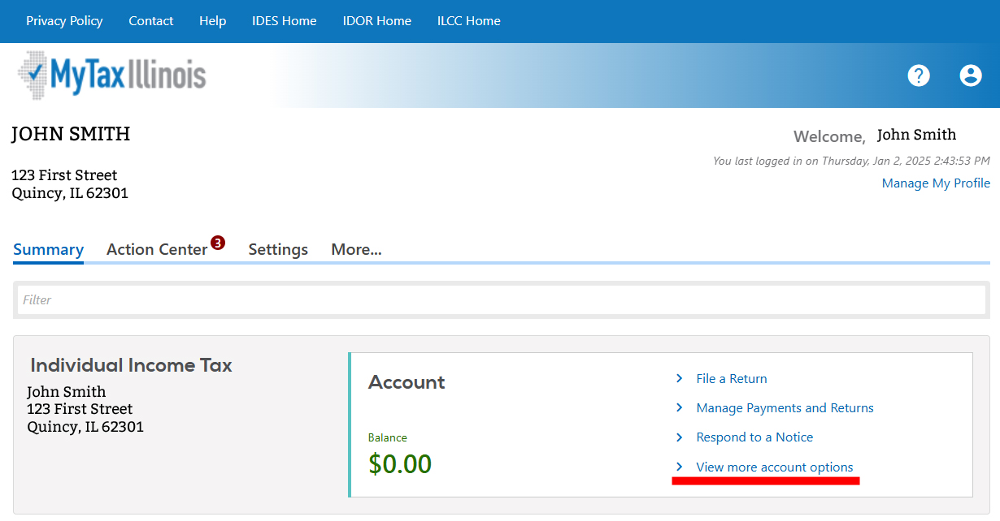 Privacy Policy Contact Help IDES Home IDOR Home ILCC Home
MyTax Illinois
?
JOHN SMITH
Welcome, John Smith
You last logged in on Thursday, Jan 2, 2025 2:43:53 PM
123 First Street
Quincy, IL 62301
Manage My Profile
Summary Action Center 3 Settings More...
Filter
Individual Income Tax
John Smith
123 First Street
Quincy, IL 62301
Account
Balance
$0.00
File a Return
Manage Payments and Returns
Respond to a Notice
View more account options